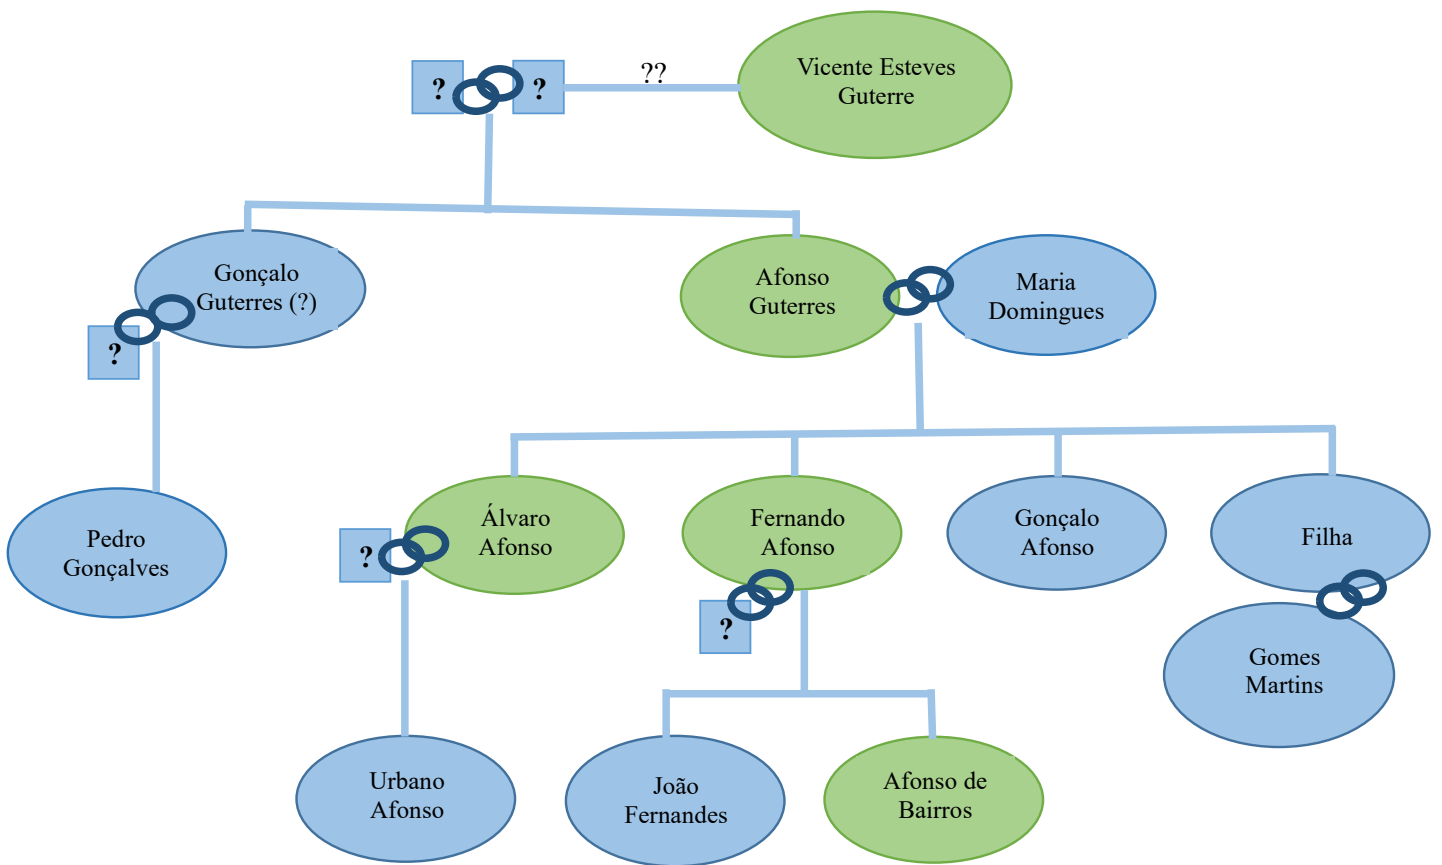 ?
?
??
Vicente Esteves
Guterre
Gonçalo
Guterres (?)
?
Afonso
Guterres
Maria
Domingues
Pedro
Gonçalves
?
Álvaro
Afonso
Fernando
Afonso
?
Gonçalo
Afonso
Filha
Gomes
Martins
Urbano
Afonso
João
Fernandes
Afonso de
Bairros